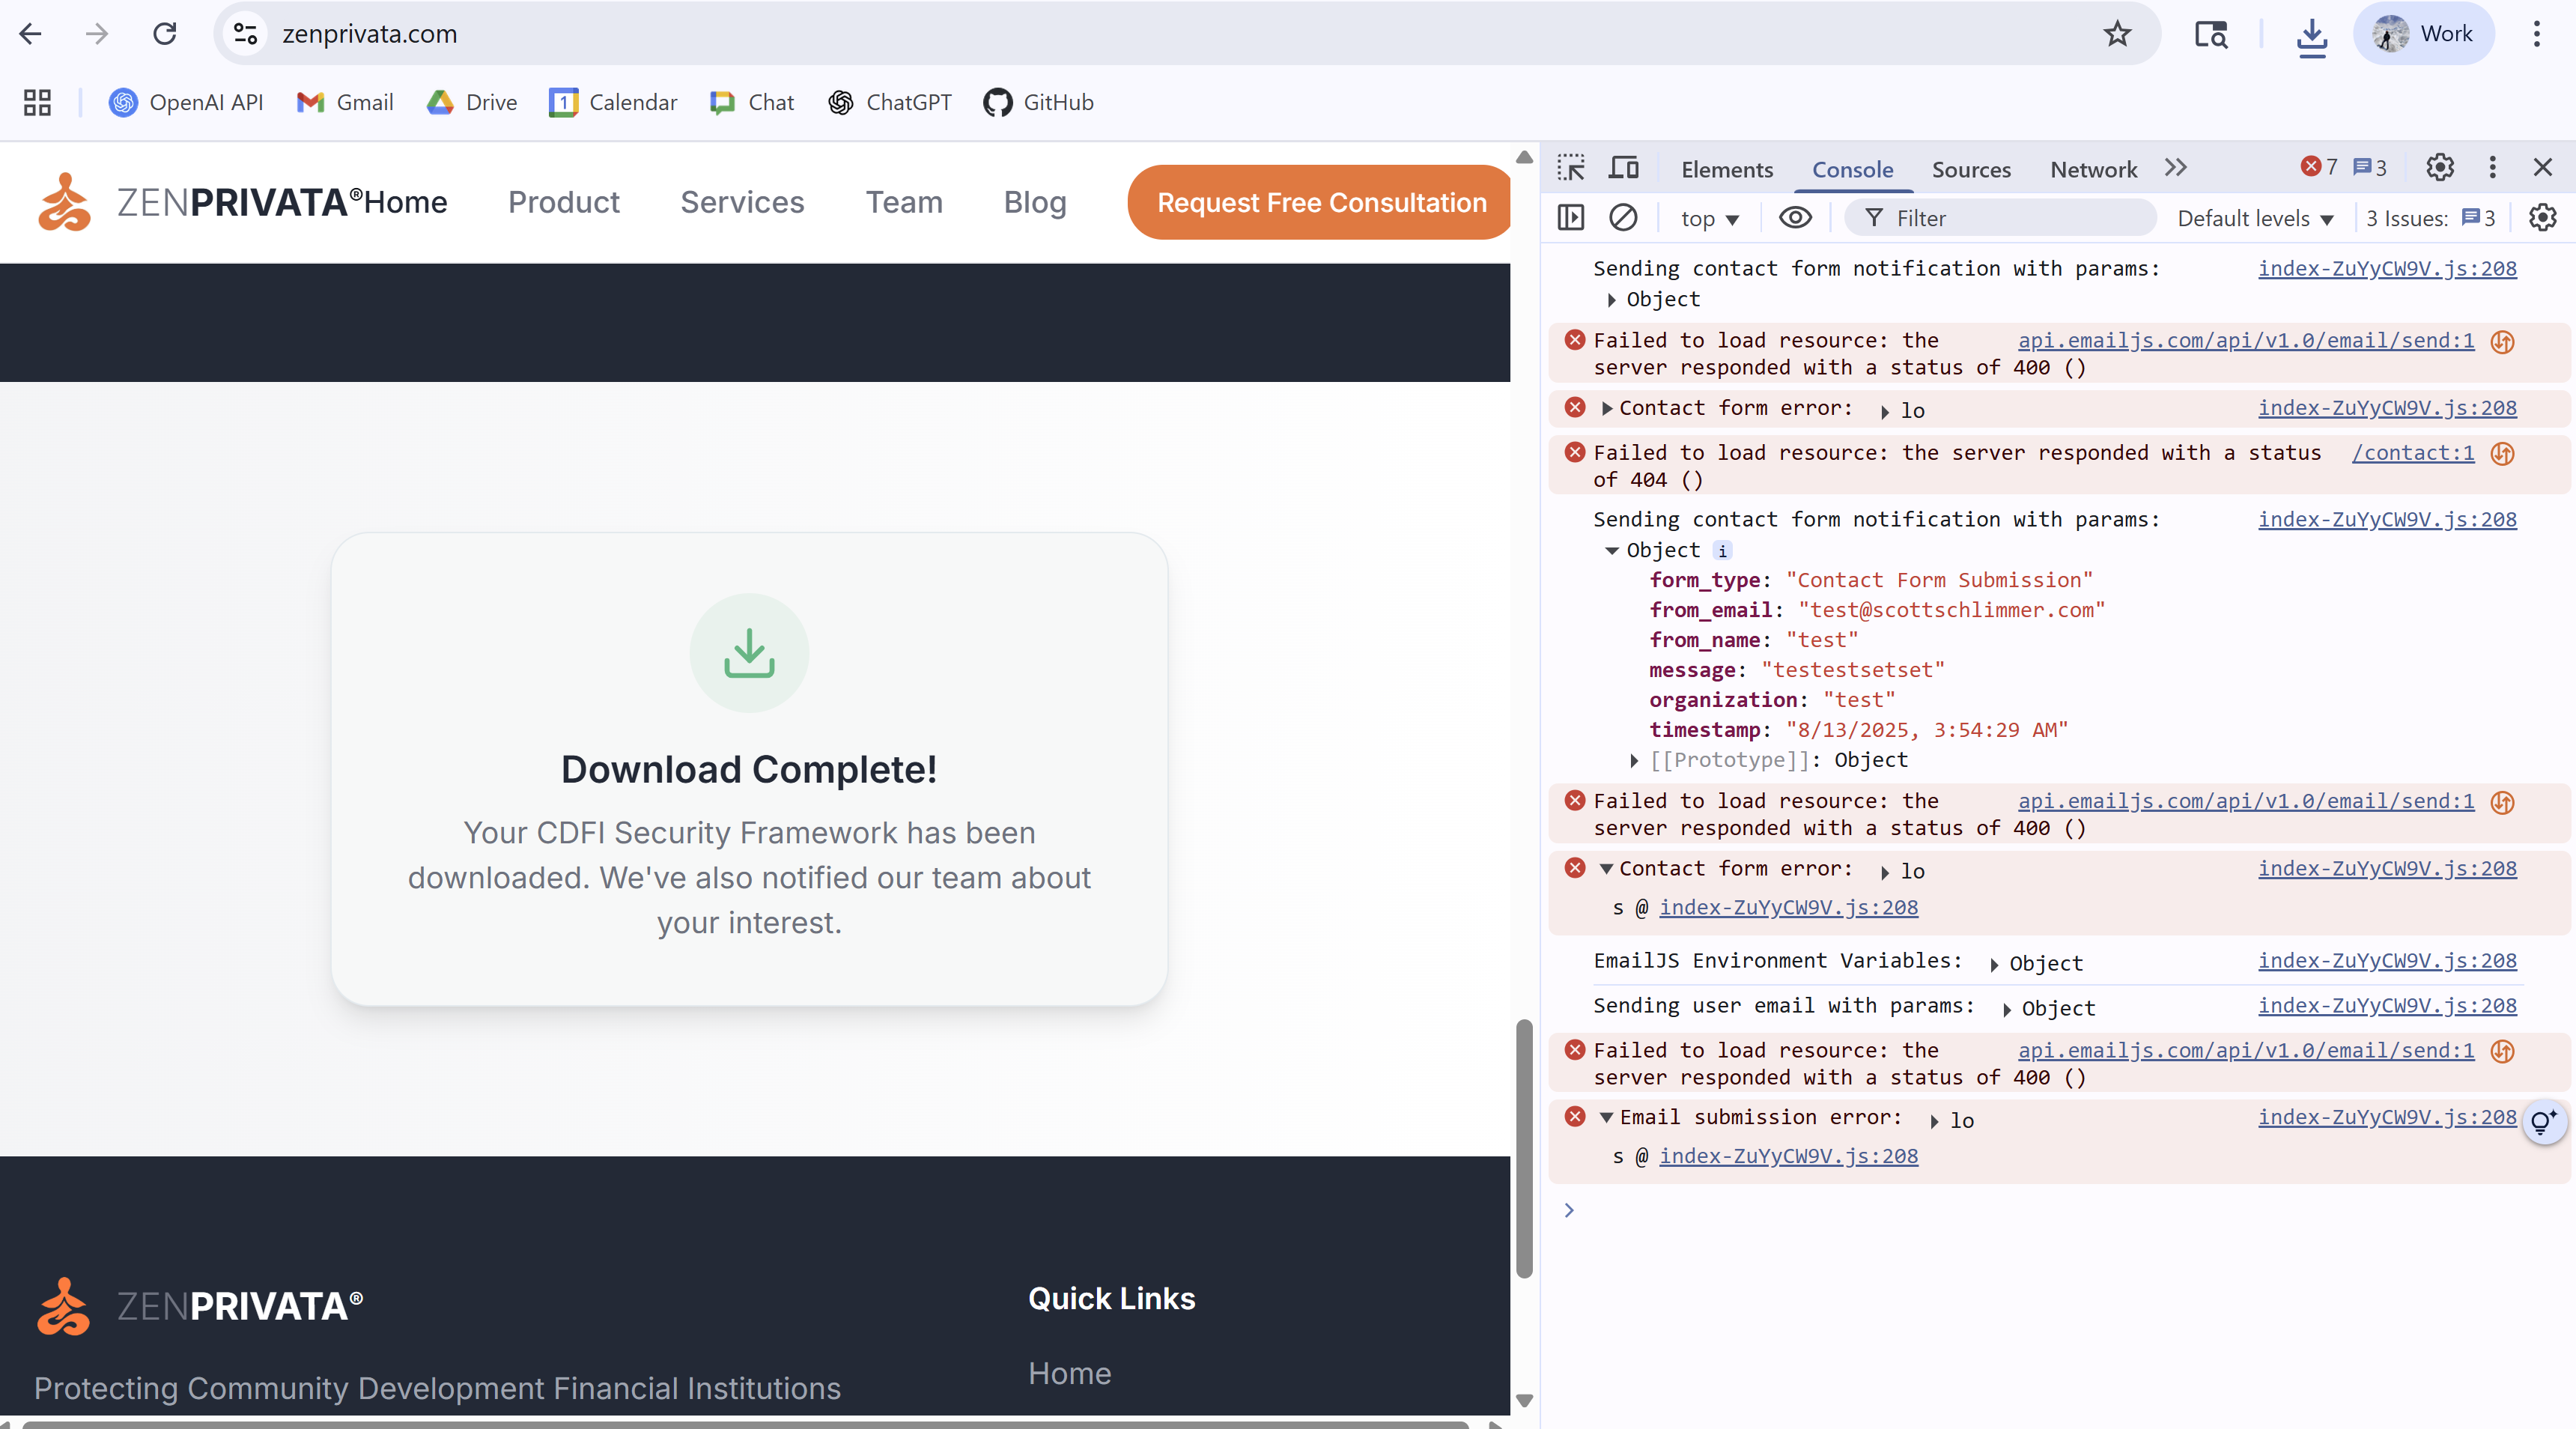 zenprivata.com
Work
OpenAI API
Gmail
Drive
1
Calendar
Chat
ChatGPT
GitHub
ZENPRIVATA®
Home
Product
Services
Team
Blog
Request Free Consultation
Download Complete!
Your CDFI Security Framework has been
downloaded. We've also notified our team about
your interest.
ZENPRIVATA®
Protecting Community Development Financial Institutions
Quick Links
Home
Elements
Console
Sources
Network
7
3
top
Filter
Default levels
3 Issues:
3
Sending contact form notification with params: index-ZuYyCW9V.js:208
Object
Failed to load resource: the api.emailjs.com/api/v1.0/email/send:1
server responded with a status of 400 ()
Contact form error: lo index-ZuYyCW9V.js:208
Failed to load resource: the server responded with a status /contact:1
of 404 ()
Sending contact form notification with params: index-ZuYyCW9V.js:208
Object i
form_type: "Contact Form Submission"
from_email: "test@scottschlimmer.com"
from_name: "test"
message: "testestsetset"
organization: "test"
timestamp: "8/13/2025, 3:54:29 AM"
[[Prototype]]: Object
Failed to load resource: the api.emailjs.com/api/v1.0/email/send:1
server responded with a status of 400 ()
Contact form error: lo index-ZuYyCW9V.js:208
s @ index-ZuYyCW9V.js:208
EmailJS Environment Variables: Object index-ZuYyCW9V.js:208
Sending user email with params: Object index-ZuYyCW9V.js:208
Failed to load resource: the api.emailjs.com/api/v1.0/email/send:1
server responded with a status of 400 ()
Email submission error: lo index-ZuYyCW9V.js:208
s @ index-ZuYyCW9V.js:208